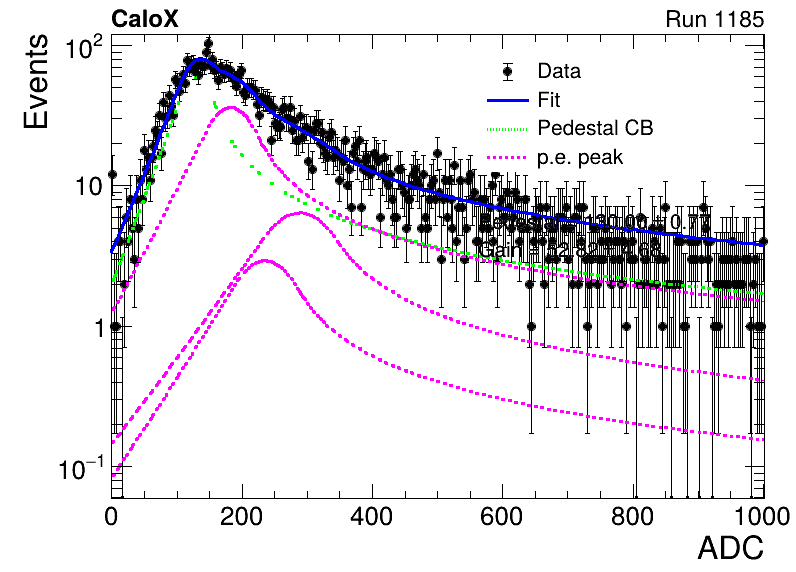 CaloX Run 1185
Events
10²
10
1
10⁻¹
Data
Fit
Pedestal CB
p.e. peak
Gain =
0 200 400 600 800 1000
ADC